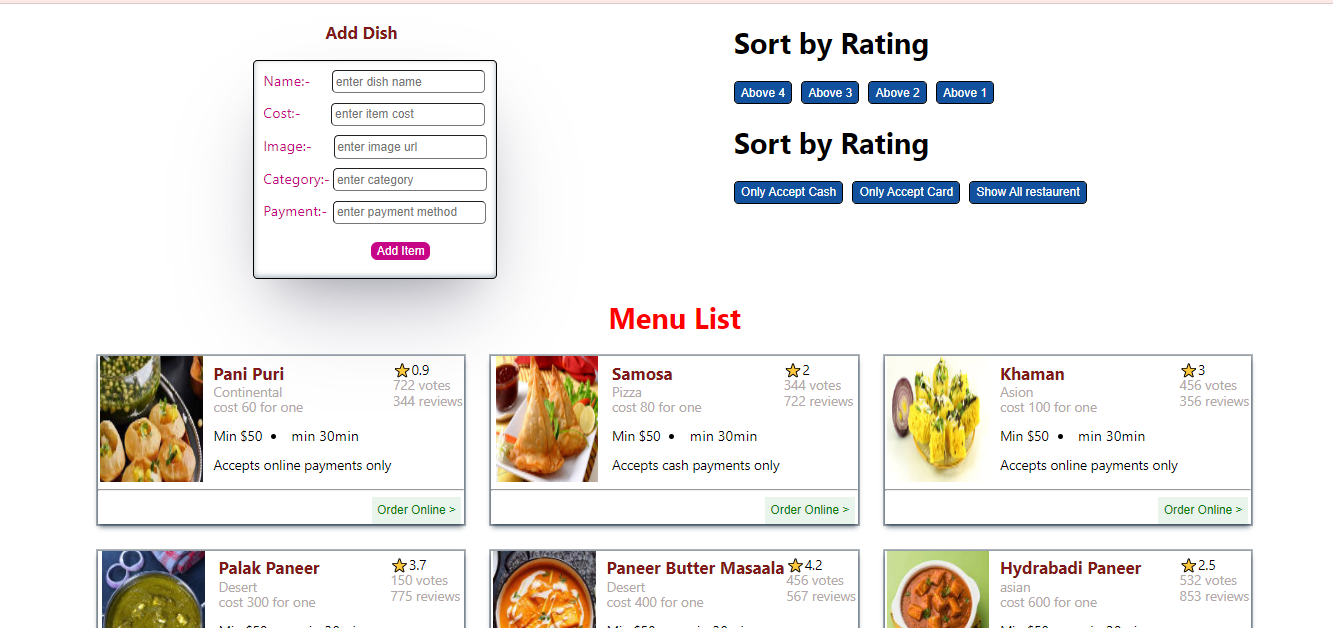 Add Dish
Name:- enter dish name
Cost:- enter item cost
Image:- enter image url
Category:- enter category
Payment:- enter payment method
Add Item
Sort by Rating
Above 4 Above 3 Above 2 Above 1
Sort by Rating
Only Accept Cash Only Accept Card Show All restaurent
Menu List
Pani Puri
Continental
cost 60 for one
0.9
722 votes
344 reviews
Min $50 • min 30min
Accepts online payments only
Order Online >
Samosa
Pizza
cost 80 for one
2
344 votes
722 reviews
Min $50 • min 30min
Accepts cash payments only
Order Online >
Khaman
Asion
cost 100 for one
3
456 votes
356 reviews
Min $50 • min 30min
Accepts online payments only
Order Online >
Palak Paneer
Desert
cost 300 for one
3.7
150 votes
775 reviews
Paneer Butter Masaala
Desert
cost 400 for one
4.2
456 votes
567 reviews
Hydrabadi Paneer
asian
cost 600 for one
2.5
532 votes
853 reviews